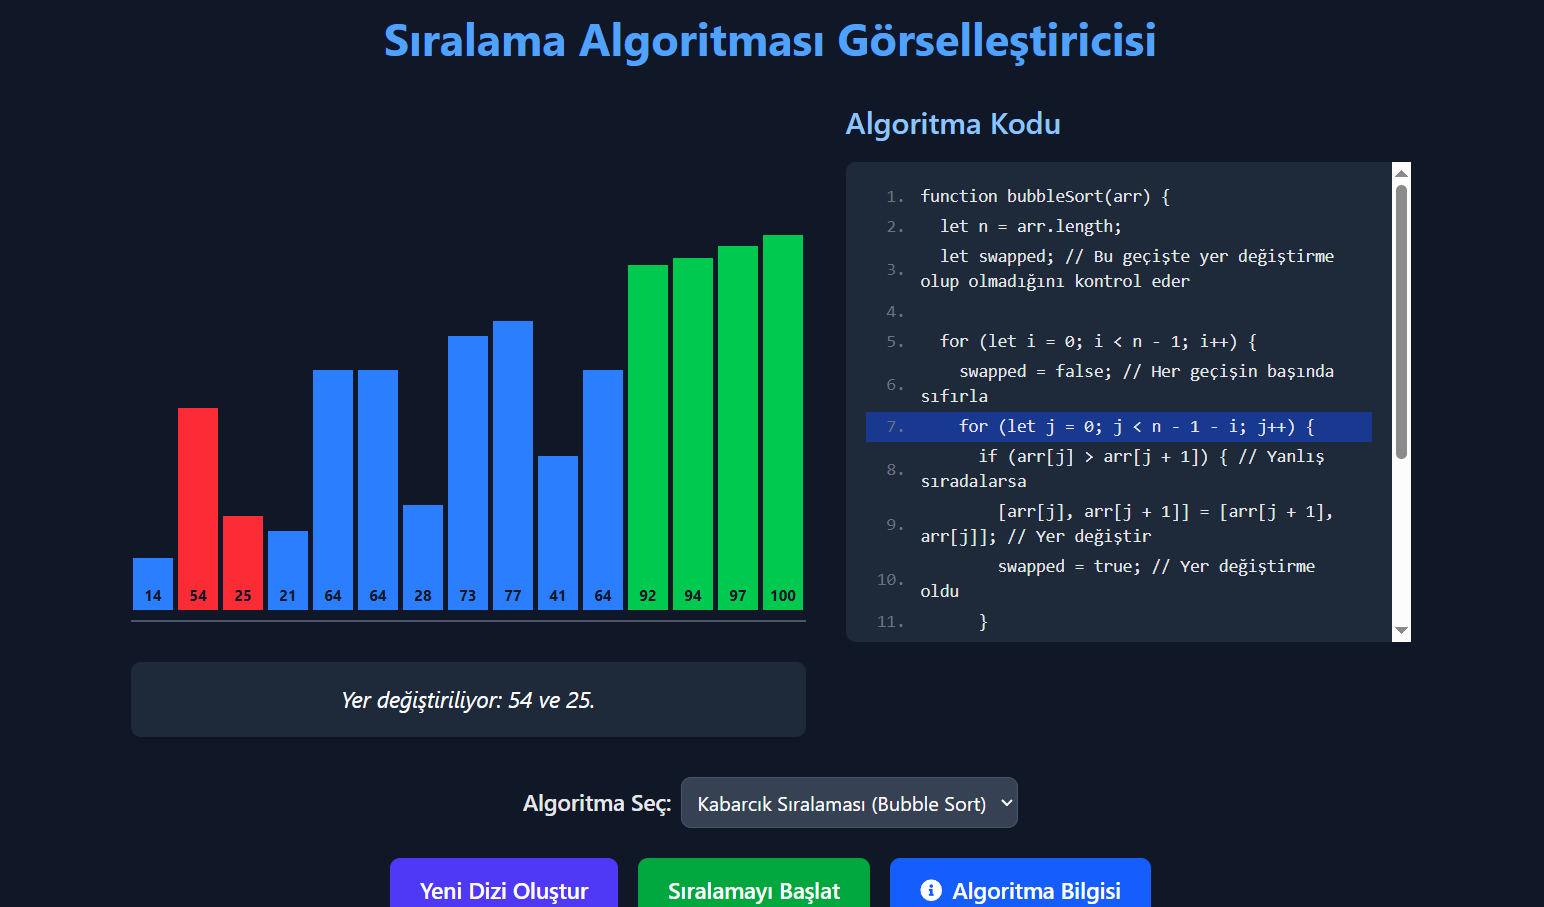 Sıralama Algoritması Görselleştiricisi
14 54 25 21 64 64 28 73 77 41 64 92 94 97 100
Yer değiştiriliyor: 54 ve 25.
Algoritma Kodu
1. function bubbleSort(arr) {
2. let n = arr.length;
3. let swapped; // Bu geçişte yer değiştirme
olup olmadığını kontrol eder
4.
5. for (let i = 0; i < n - 1; i++) {
6. swapped = false; // Her geçişin başında
sıfırla
7. for (let j = 0; j < n - 1 - i; j++) {
8. if (arr[j] > arr[j + 1]) { // Yanlış
sıradalarsa
9. [arr[j], arr[j + 1]] = [arr[j + 1],
arr[j]]; // Yer değiştir
10. swapped = true; // Yer değiştirme
oldu
11. }
Algoritma Seç: Kabarcık Sıralaması (Bubble Sort)
Yeni Dizi Oluştur
Sıralamayı Başlat
Algoritma Bilgisi